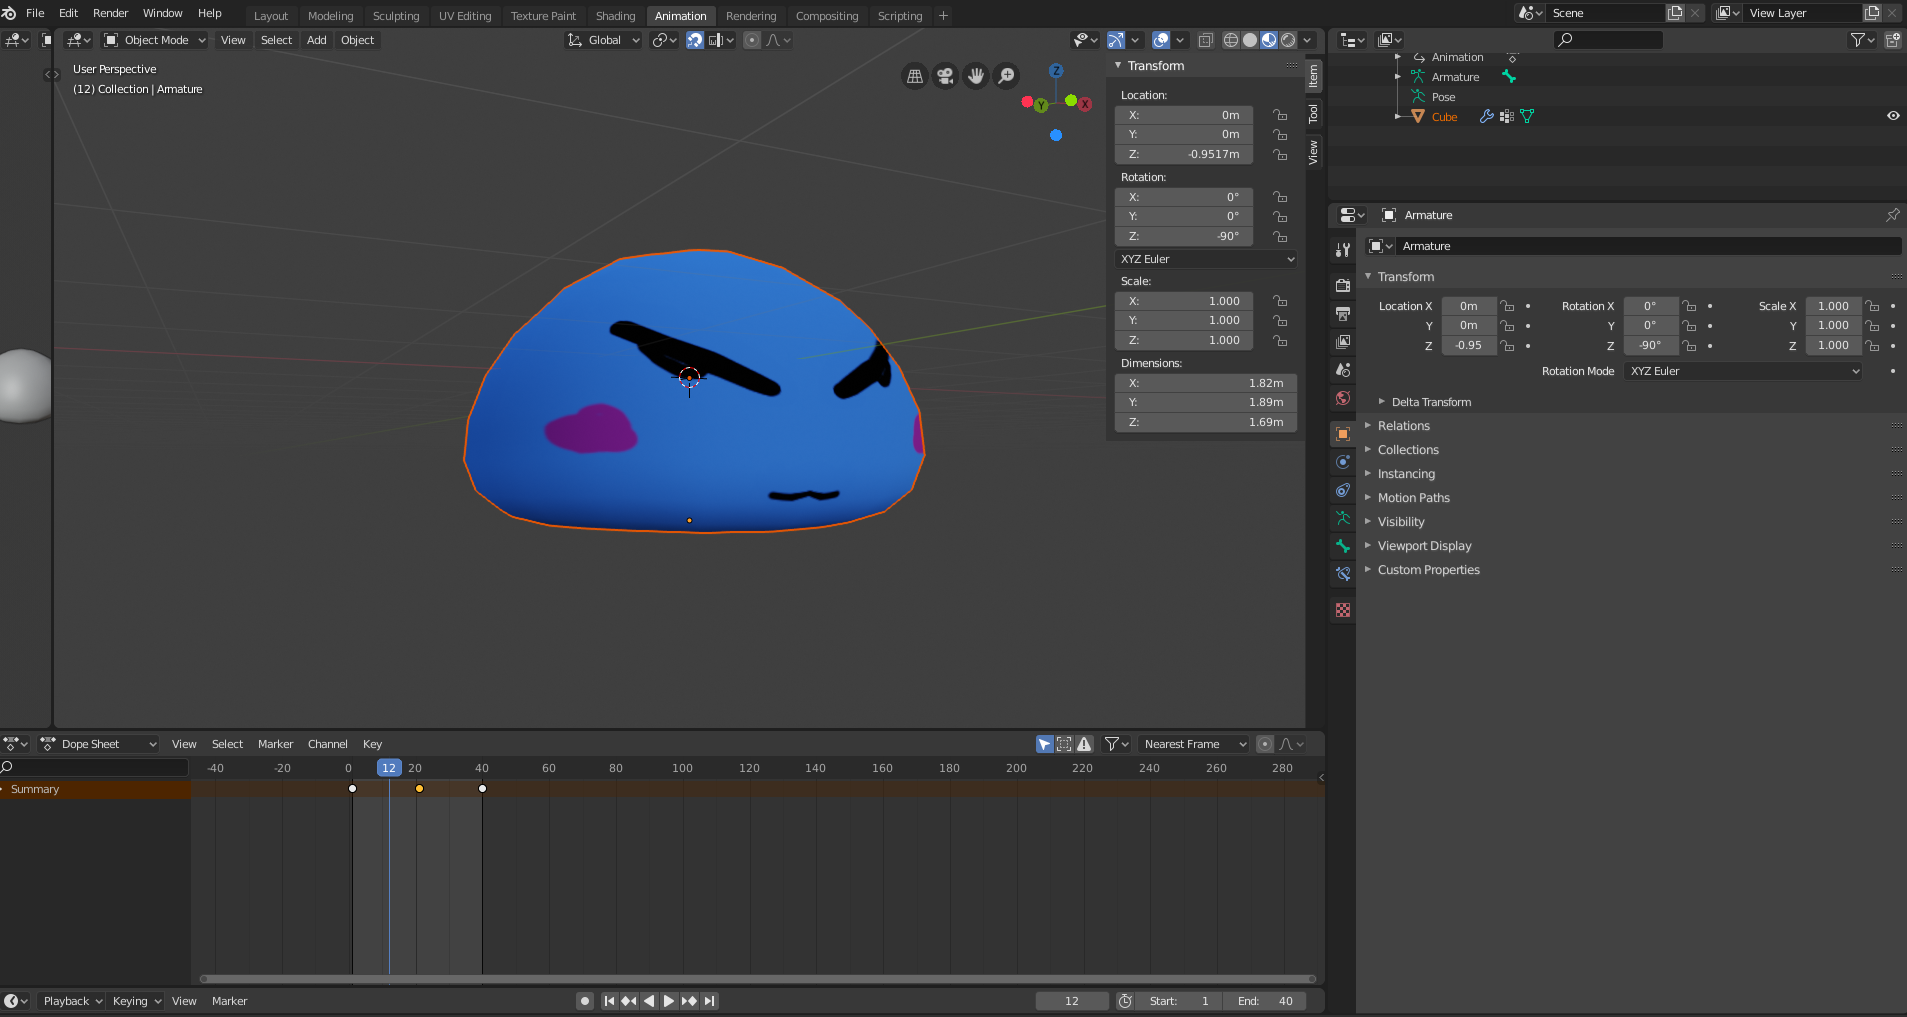 File Edit Render Window Help Layout Modeling Sculpting UV Editing Texture Paint Shading Animation Rendering Compositing Scripting + Scene View Layer
Object Mode View Select Add Object Global
User Perspective
(12) Collection | Armature
Z
Y
X
Transform
Location:
X: 0m
Y: 0m
Z: -0.9517m
Rotation:
X: 0°
Y: 0°
Z: -90°
XYZ Euler
Scale:
X: 1.000
Y: 1.000
Z: 1.000
Dimensions:
X: 1.82m
Y: 1.89m
Z: 1.69m
Item
Tool
View
Animation
Armature
Pose
Cube
Armature
Armature
Transform
Location X 0m Rotation X 0° Scale X 1.000
Y 0m Y 0° Y 1.000
Z -0.95 Z -90° Z 1.000
Rotation Mode XYZ Euler
Delta Transform
Relations
Collections
Instancing
Motion Paths
Visibility
Viewport Display
Custom Properties
Dope Sheet View Select Marker Channel Key Nearest Frame
-40 -20 0 12 20 40 60 80 100 120 140 160 180 200 220 240 260 280
Summary
Playback Keying View Marker 12 Start: 1 End: 40